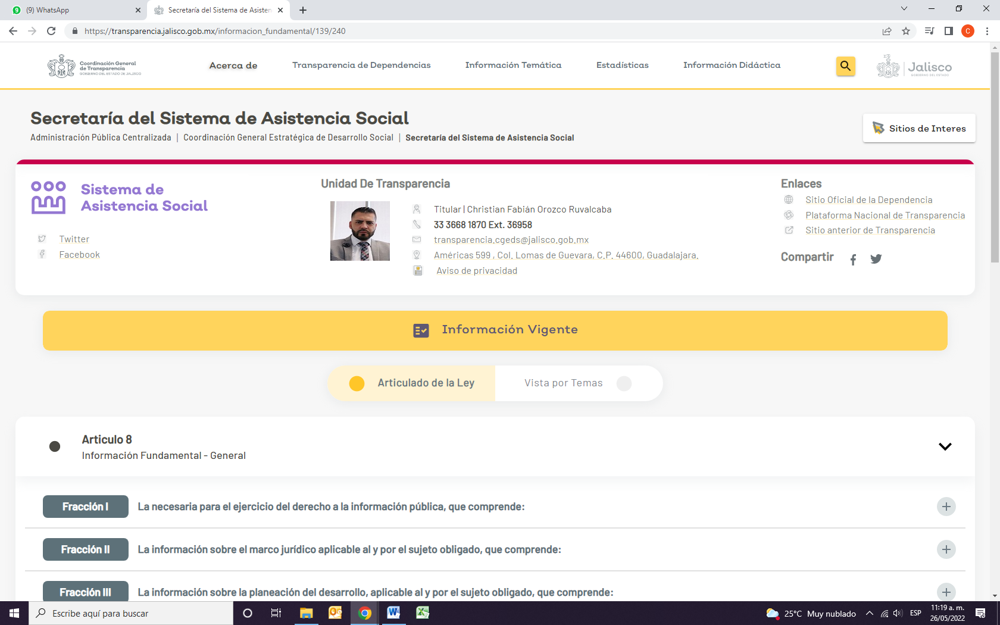 (9) WhatsApp
Secretaría del Sistema de Asisten
https://transparencia.jalisco.gob.mx/informacion_fundamental/139/240
C
Coordinación General
de Transparencia
GOBIERNO DEL ESTADO DE JALISCO
Acerca de
Transparencia de Dependencias
Información Temática
Estadísticas
Información Didáctica
Jalisco
GOBIERNO DEL ESTADO
Secretaría del Sistema de Asistencia Social
Administración Pública Centralizada | Coordinación General Estratégica de Desarrollo Social | Secretaría del Sistema de Asistencia Social
Sitios de Interes
Sistema de
Asistencia Social
Twitter
Facebook
Unidad De Transparencia
Titular | Christian Fabián Orozco Ruvalcaba
33 3668 1870 Ext. 36958
transparencia.cgeds@jalisco.gob.mx
Américas 599 , Col. Lomas de Guevara, C.P. 44600, Guadalajara.
Aviso de privacidad
Enlaces
Sitio Oficial de la Dependencia
Plataforma Nacional de Transparencia
Sitio anterior de Transparencia
Compartir
Información Vigente
Articulado de la Ley
Vista por Temas
Articulo 8
Información Fundamental - General
Fracción I
La necesaria para el ejercicio del derecho a la información pública, que comprende:
Fracción II
La información sobre el marco jurídico aplicable al y por el sujeto obligado, que comprende:
Fracción III
La información sobre la planeación del desarrollo, aplicable al y por el sujeto obligado, que comprende:
Escribe aquí para buscar
25°C Muy nublado
ESP
11:19 a. m.
26/05/2022